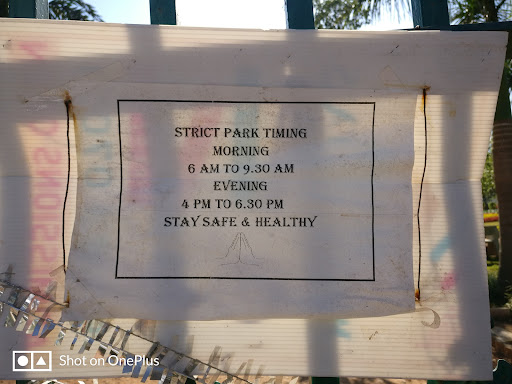 STRICT PARK TIMING
MORNING
6 AM TO 9.30 AM
EVENING
4 PM TO 6.30 PM
STAY SAFE & HEALTHY
Shot on OnePlus